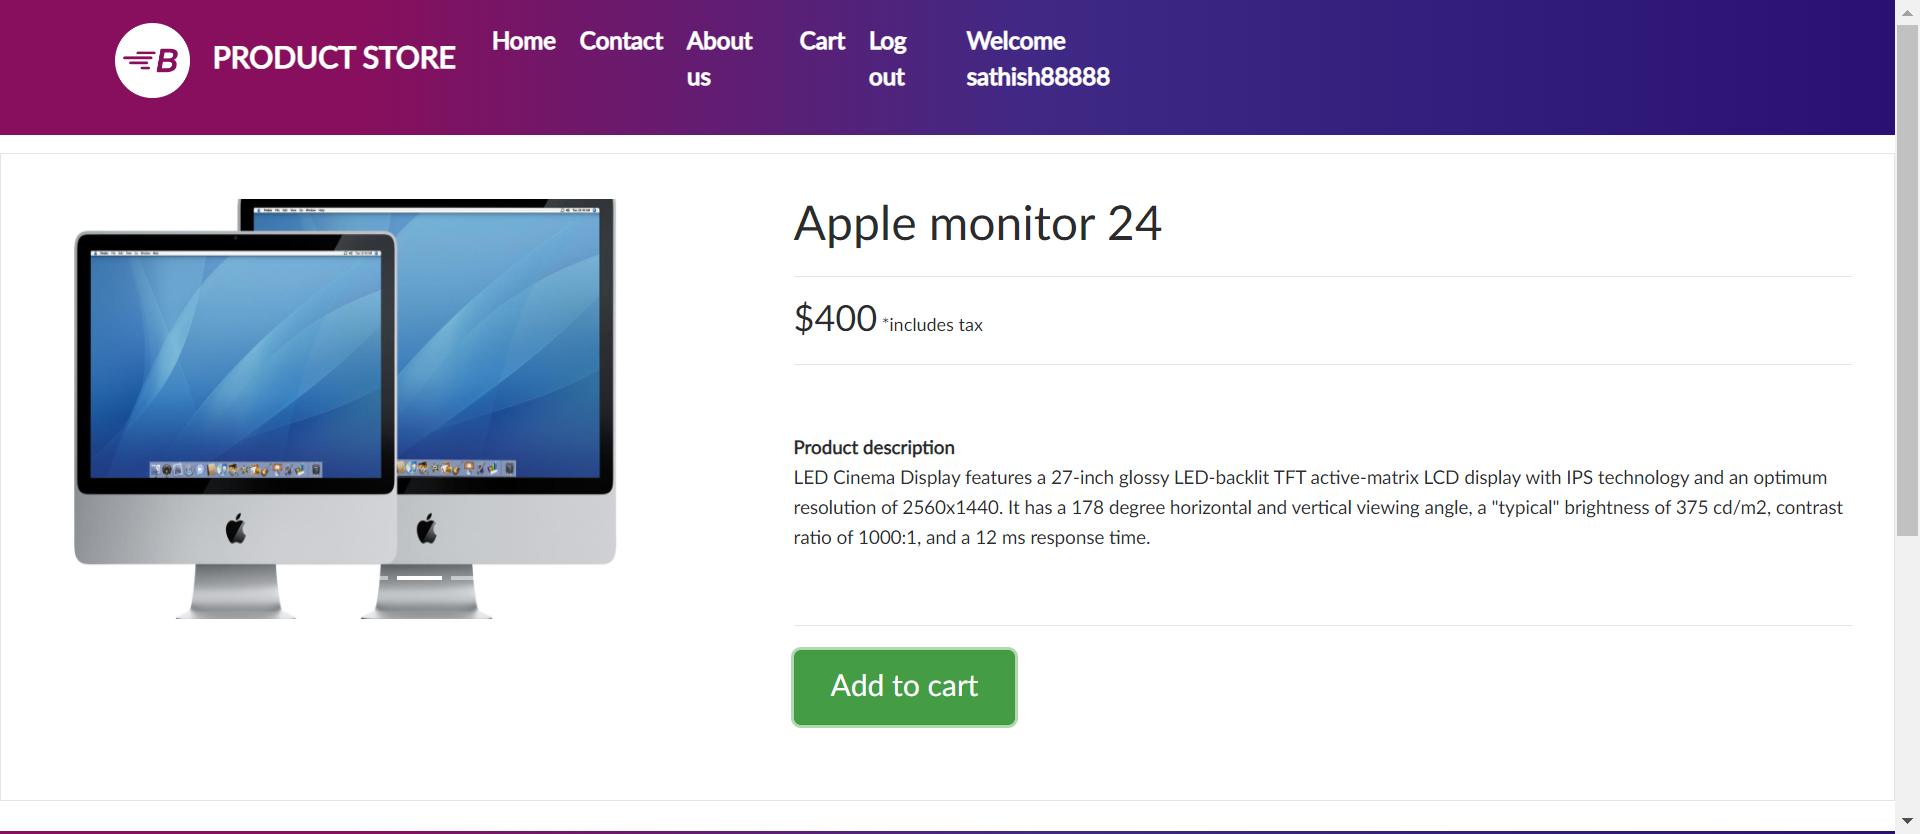 B
PRODUCT STORE
Home
Contact
About
us
Cart
Log
out
Welcome
sathish88888
Apple monitor 24
$400 *includes tax
Product description
LED Cinema Display features a 27-inch glossy LED-backlit TFT active-matrix LCD display with IPS technology and an optimum
resolution of 2560x1440. It has a 178 degree horizontal and vertical viewing angle, a "typical" brightness of 375 cd/m2, contrast
ratio of 1000:1, and a 12 ms response time.
Add to cart